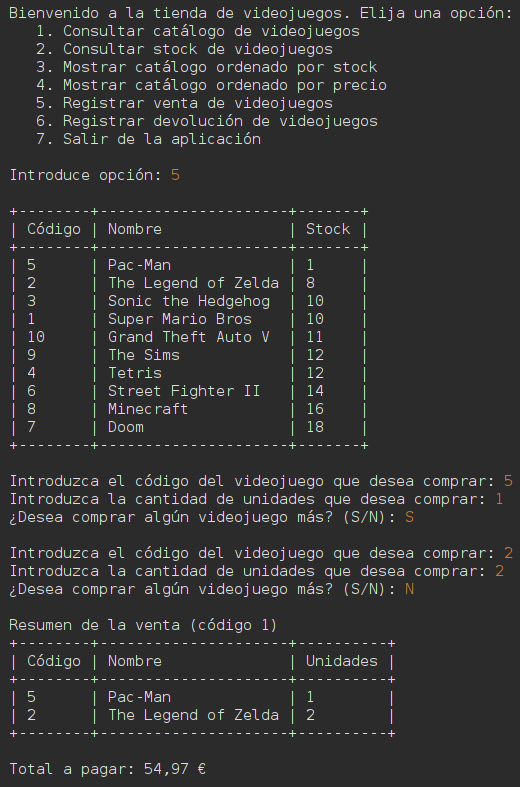 Bienvenido a la tienda de videojuegos. Elija una opción:
   1. Consultar catálogo de videojuegos
   2. Consultar stock de videojuegos
   3. Mostrar catálogo ordenado por stock
   4. Mostrar catálogo ordenado por precio
   5. Registrar venta de videojuegos
   6. Registrar devolución de videojuegos
   7. Salir de la aplicación

Introduce opción: 5

+--------+---------------------+-------+
| Código | Nombre              | Stock |
+--------+---------------------+-------+
| 5      | Pac-Man             | 1     |
| 2      | The Legend of Zelda | 8     |
| 3      | Sonic the Hedgehog  | 10    |
| 1      | Super Mario Bros    | 10    |
| 10     | Grand Theft Auto V  | 11    |
| 9      | The Sims            | 12    |
| 4      | Tetris              | 12    |
| 6      | Street Fighter II   | 14    |
| 8      | Minecraft           | 16    |
| 7      | Doom                | 18    |
+--------+---------------------+-------+

Introduzca el código del videojuego que desea comprar: 5
Introduzca la cantidad de unidades que desea comprar: 1
¿Desea comprar algún videojuego más? (S/N): S

Introduzca el código del videojuego que desea comprar: 2
Introduzca la cantidad de unidades que desea comprar: 2
¿Desea comprar algún videojuego más? (S/N): N

Resumen de la venta (código 1)
+--------+---------------------+----------+
| Código | Nombre              | Unidades |
+--------+---------------------+----------+
| 5      | Pac-Man             | 1        |
| 2      | The Legend of Zelda | 2        |
+--------+---------------------+----------+

Total a pagar: 54,97 €